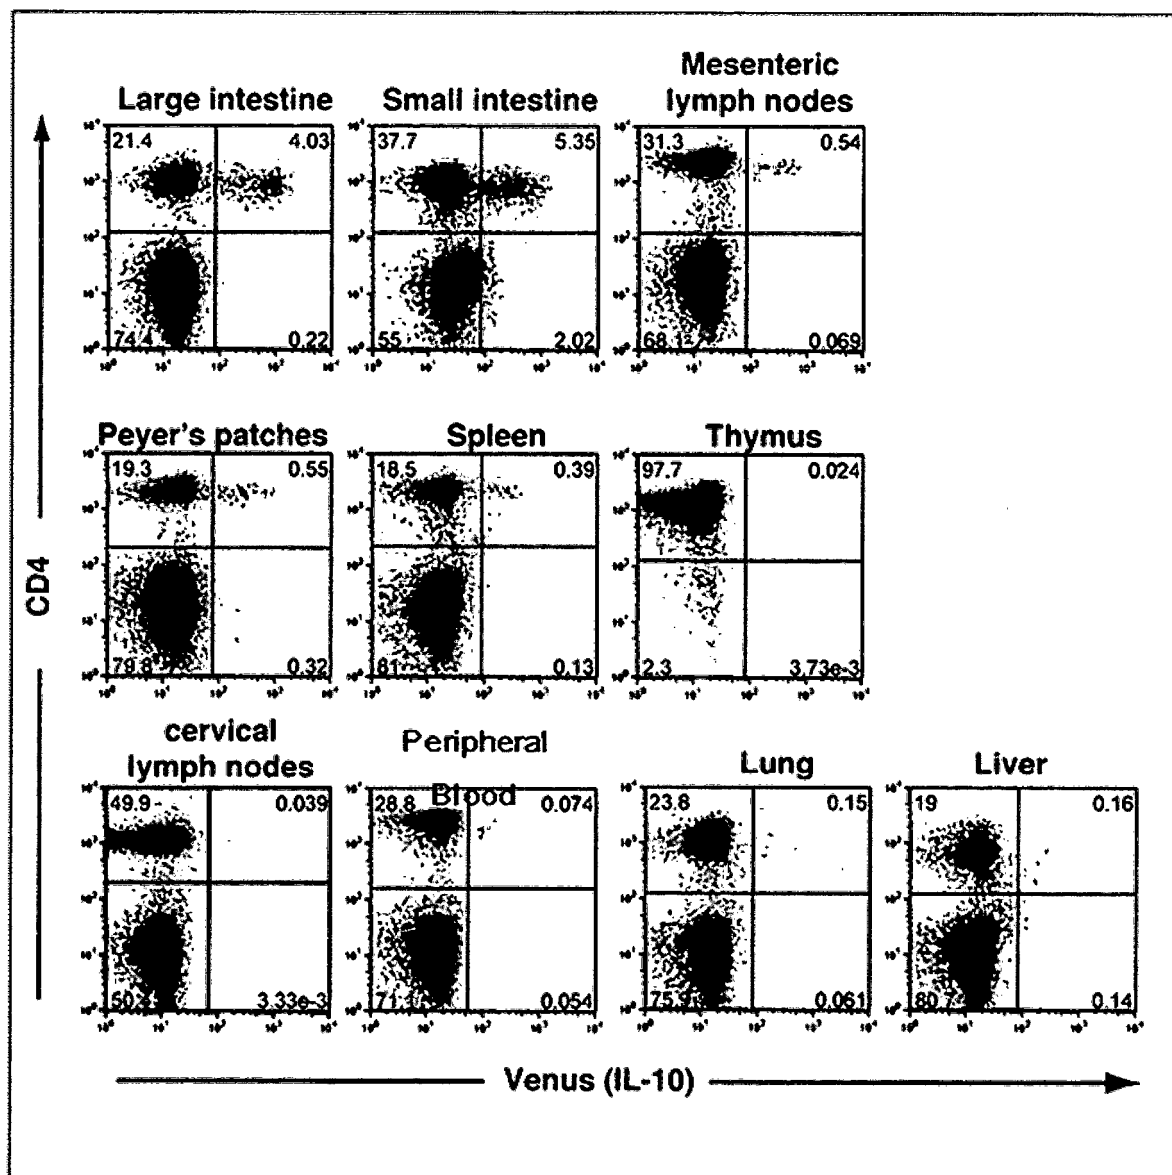 Mesenteric
Large intestine Small intestine lymph nodes
21.4 4.03 37.7 5.35 31.3 0.54
74.4 0.22 55 2.02 68.1 0.069
Peyer's patches Spleen Thymus
19.3 0.55 18.5 0.39 97.7 0.024
79.8 0.32 81 0.13 2.3 3.73e-3
CD4
cervical Peripheral
lymph nodes Blood Lung Liver
49.9 0.039 28.8 0.074 23.8 0.15 19 0.16
3.33e-3 71.1 0.054 75.9 0.061 80.7 0.14
Venus (IL-10)